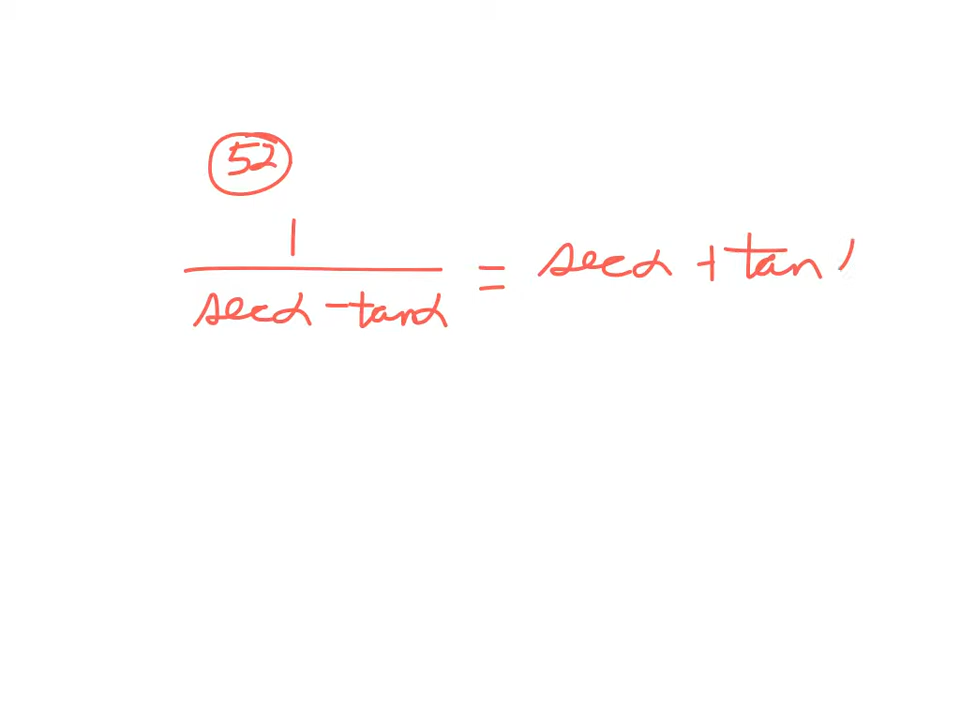 52
1
secα - tanα = secα + tan